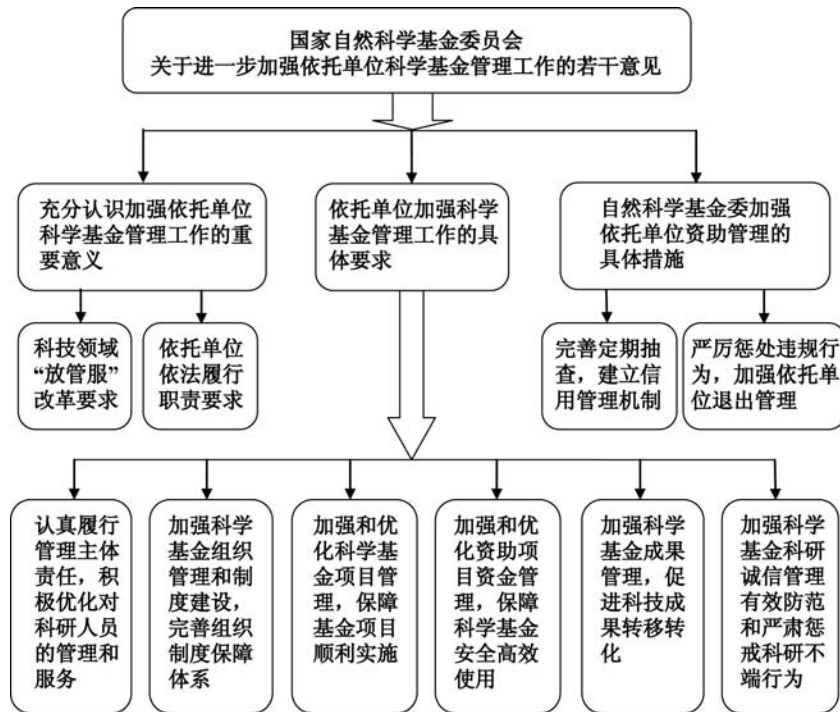 国家自然科学基金委员会
关于进一步加强依托单位科学基金管理工作的若干意见
充分认识加强依托单位
科学基金管理工作的重
要意义
依托单位加强科学
基金管理工作的具
体要求
自然科学基金委加强
依托单位资助管理的
具体措施
科技领域
“放管服”
改革要求
依托单位
依法履行
职责要求
完善定期抽
查，建立信
用管理机制
严厉惩处违规行
为，加强依托单
位退出管理
认真履行
管理主体
责任，积
极优化对
科研人员
的管理和
服务
加强科学
基金组织
管理和制
度建设，
完善组织
制度保障
体系
加强和优
化科学基
金项目管
理，保障
基金项目
顺利实施
加强和优
化资助项
目资金管
理，保障
科学基金
安全高效
使用
加强科学
基金成果
管理，促
进科技成
果转移转
化
加强科学
基金科研
诚信管理
有效防范
和严肃惩
戒科研不
端行为